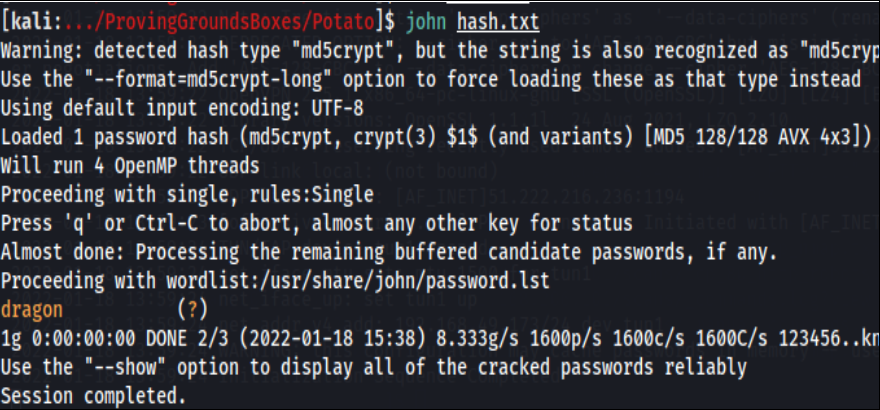 [kali:.../ProvingGroundsBoxes/Potato]$ john hash.txt
Warning: detected hash type "md5crypt", but the string is also recognized as "md5cryp
Use the "--format=md5crypt-long" option to force loading these as that type instead
Using default input encoding: UTF-8
Loaded 1 password hash (md5crypt, crypt(3) $1$ (and variants) [MD5 128/128 AVX 4x3])
Will run 4 OpenMP threads
Proceeding with single, rules:Single
Press 'q' or Ctrl-C to abort, almost any other key for status
Almost done: Processing the remaining buffered candidate passwords, if any.
Proceeding with wordlist:/usr/share/john/password.lst
dragon (?)
1g 0:00:00:00 DONE 2/3 (2022-01-18 15:38) 8.333g/s 1600p/s 1600c/s 1600C/s 123456..kn
Use the "--show" option to display all of the cracked passwords reliably
Session completed.